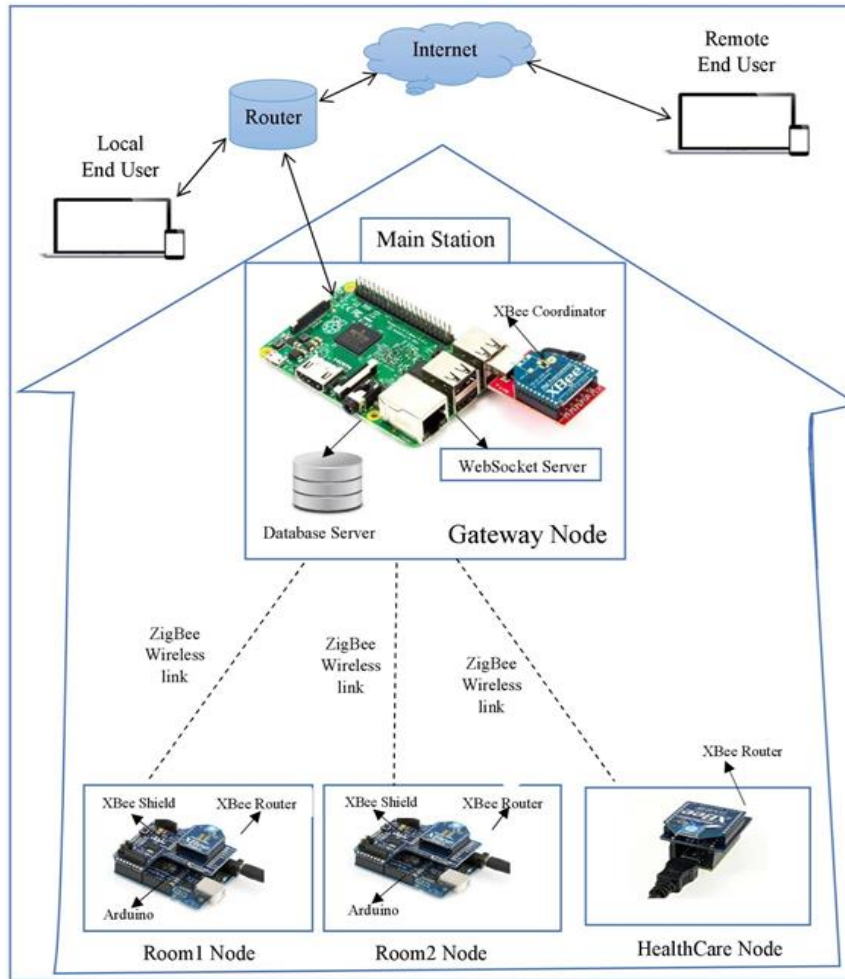 Internet
Remote
End User
Router
Local
End User
Main Station
XBee Coordinator
XBee
WebSocket Server
Database Server
Gateway Node
ZigBee
Wireless
link
ZigBee
Wireless
link
ZigBee
Wireless
link
XBee Router
XBee Shield
XBee Router
XBee Shield
XBee Router
XBee
Arduino
Arduino
Room1 Node
Room2 Node
HealthCare Node